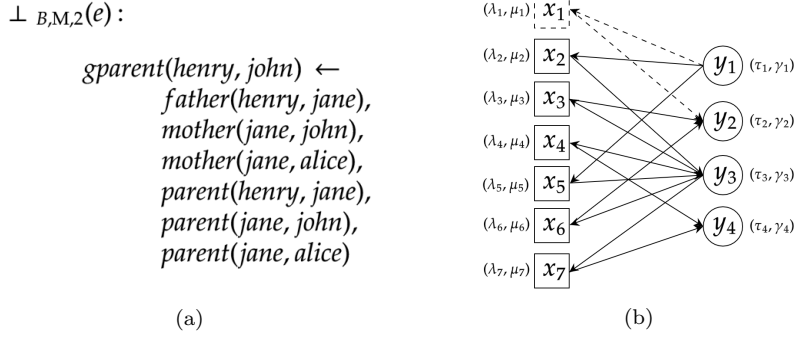 ⊥ B,M,2(e) :
gparent(henry, john) ←
father(henry, jane),
mother(jane, john),
mother(jane, alice),
parent(henry, jane),
parent(jane, john),
parent(jane, alice)
(a)
(λ1, μ1) x1
(λ2, μ2) x2
(λ3, μ3) x3
(λ4, μ4) x4
(λ5, μ5) x5
(λ6, μ6) x6
(λ7, μ7) x7
y1 (τ1, γ1)
y2 (τ2, γ2)
y3 (τ3, γ3)
y4 (τ4, γ4)
(b)